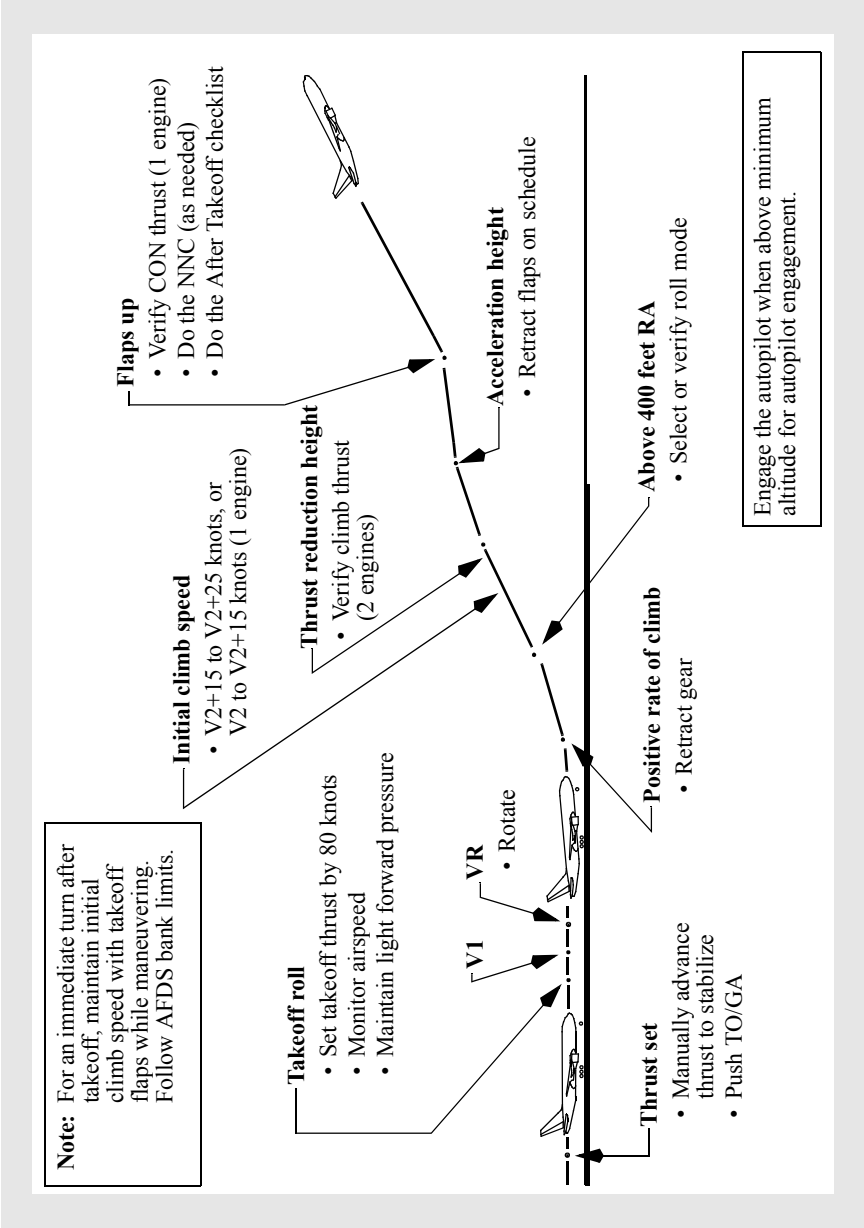 Note: For an immediate turn after
takeoff, maintain initial
climb speed with takeoff
flaps while maneuvering.
Follow AFDS bank limits.
Takeoff roll
• Set takeoff thrust by 80 knots
• Monitor airspeed
• Maintain light forward pressure
Initial climb speed
• V2+15 to V2+25 knots, or
V2 to V2+15 knots (1 engine)
Flaps up
• Verify CON thrust (1 engine)
• Do the NNC (as needed)
• Do the After Takeoff checklist
Thrust reduction height
• Verify climb thrust
(2 engines)
V1
VR
• Rotate
Acceleration height
• Retract flaps on schedule
Thrust set
• Manually advance
thrust to stabilize
• Push TO/GA
Positive rate of climb
• Retract gear
Above 400 feet RA
• Select or verify roll mode
Engage the autopilot when above minimum
altitude for autopilot engagement.